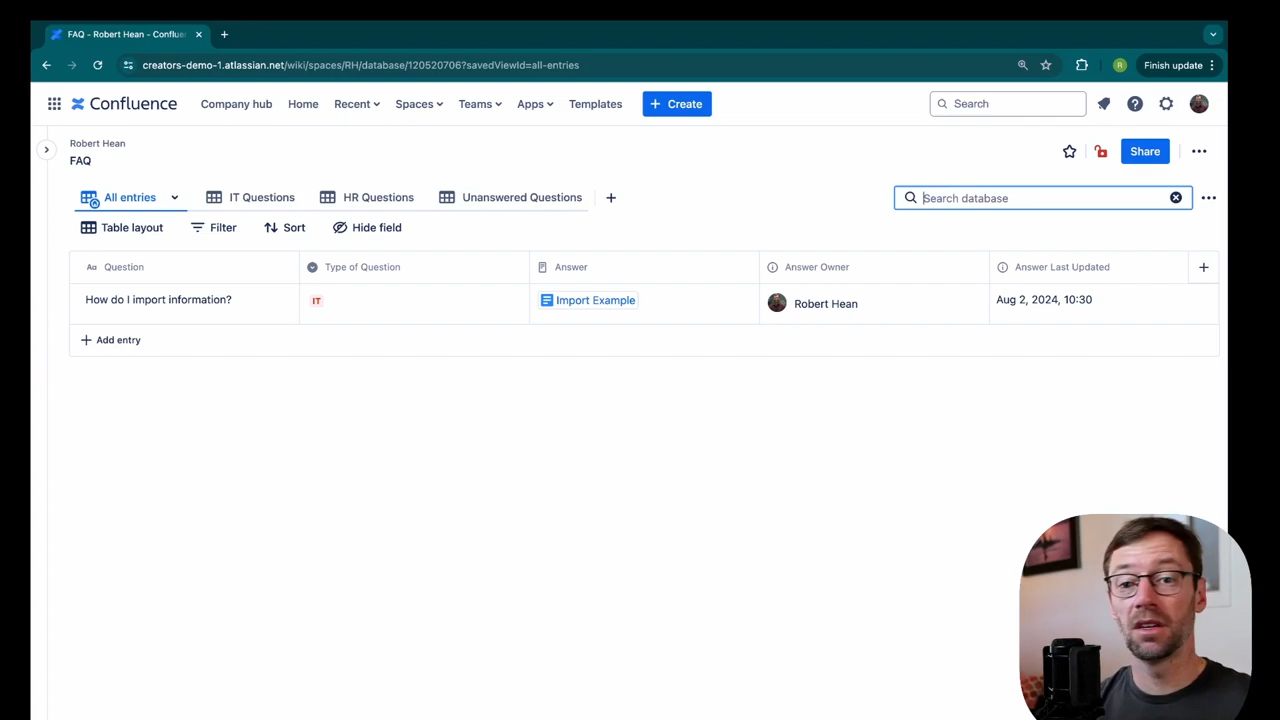 FAQ - Robert Hean - Conflue
creators-demo-1.atlassian.net/wiki/spaces/RH/database/120520706?savedViewId=all-entries
R
Finish update
Confluence
Company hub
Home
Recent
Spaces
Teams
Apps
Templates
Create
Search
Robert Hean
FAQ
Share
All entries
IT Questions
HR Questions
Unanswered Questions
Search database
Table layout
Filter
Sort
Hide field
Aa Question
Type of Question
Answer
Answer Owner
Answer Last Updated
How do I import information?
IT
Import Example
Robert Hean
Aug 2, 2024, 10:30
Add entry